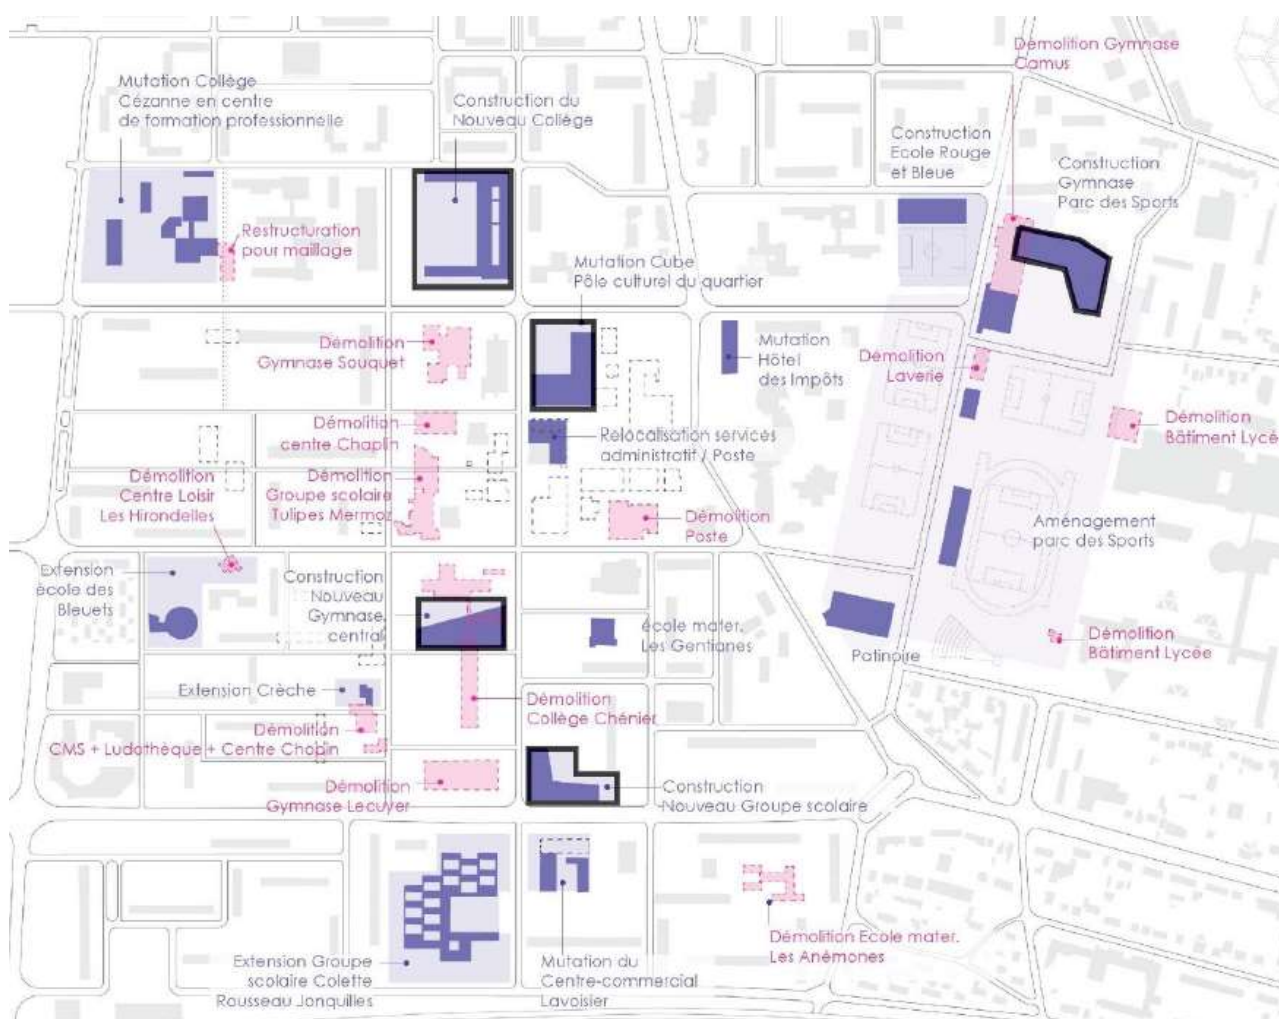 Démolition Gymnase
Camus
Mutation Collège
Cézanne en centre
de formation professionnelle
Construction du
Nouveau Collège
Construction
Ecole Rouge
et Bleue
Construction
Gymnase
Parc des Sports
Restructuration
pour maillage
Mutation Cube
Pôle culturel du quartier
Démolition
Gymnase Souquet
Mutation
Hôtel
des Impôts
Démolition
Laverie
Démolition
centre Chaplin
Relocalisation services
administratif / Poste
Démolition
Bâtiment Lycée
Démolition
Centre Loisir
Les Hirondelles
Démolition
Groupe scolaire
Tulipes Mermoz
Démolition
Poste
Aménagement
parc des Sports
Extension
école des
Bleuets
Construction
Nouveau
Gymnase
central
école mater.
Les Gentianes
Patinoire
Démolition
Bâtiment Lycée
Extension Crèche
Démolition
Collège Chénier
Démolition
CMS + Ludothèque + Centre Chopin
Démolition
Gymnase Lecuyer
Construction
Nouveau Groupe scolaire
Extension Groupe
scolaire Colette
Rousseau Jonquilles
Mutation du
Centre-commercial
Lavoisier
Démolition Ecole mater.
Les Anémones